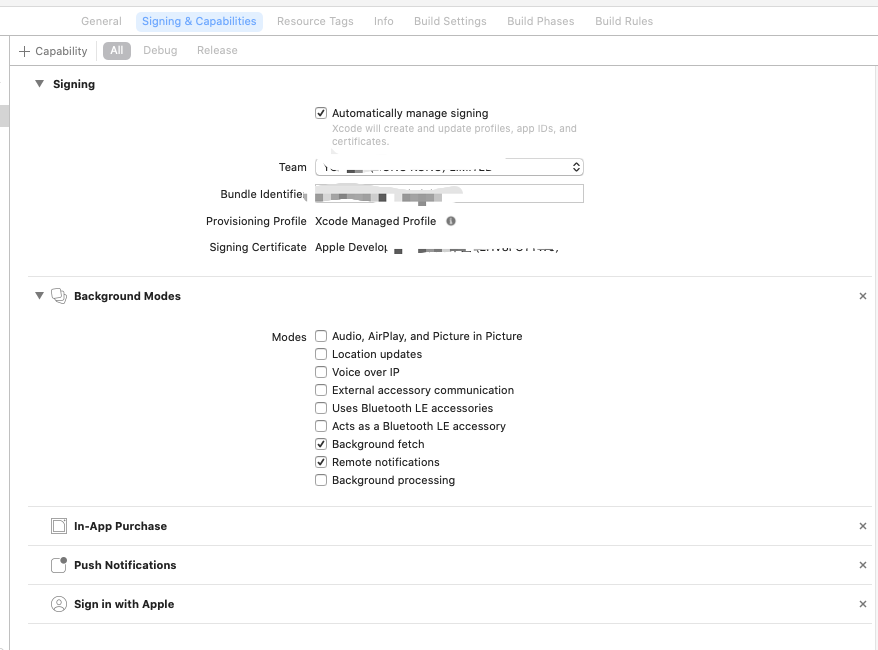 General Signing & Capabilities Resource Tags Info Build Settings Build Phases Build Rules
+ Capability All Debug Release
Signing
Automatically manage signing
Xcode will create and update profiles, app IDs, and
certificates.
Team LIMITED
Bundle Identifie
Provisioning Profile Xcode Managed Profile
Signing Certificate Apple Develop
Background Modes
Modes Audio, AirPlay, and Picture in Picture
Location updates
Voice over IP
External accessory communication
Uses Bluetooth LE accessories
Acts as a Bluetooth LE accessory
Background fetch
Remote notifications
Background processing
In-App Purchase
Push Notifications
Sign in with Apple